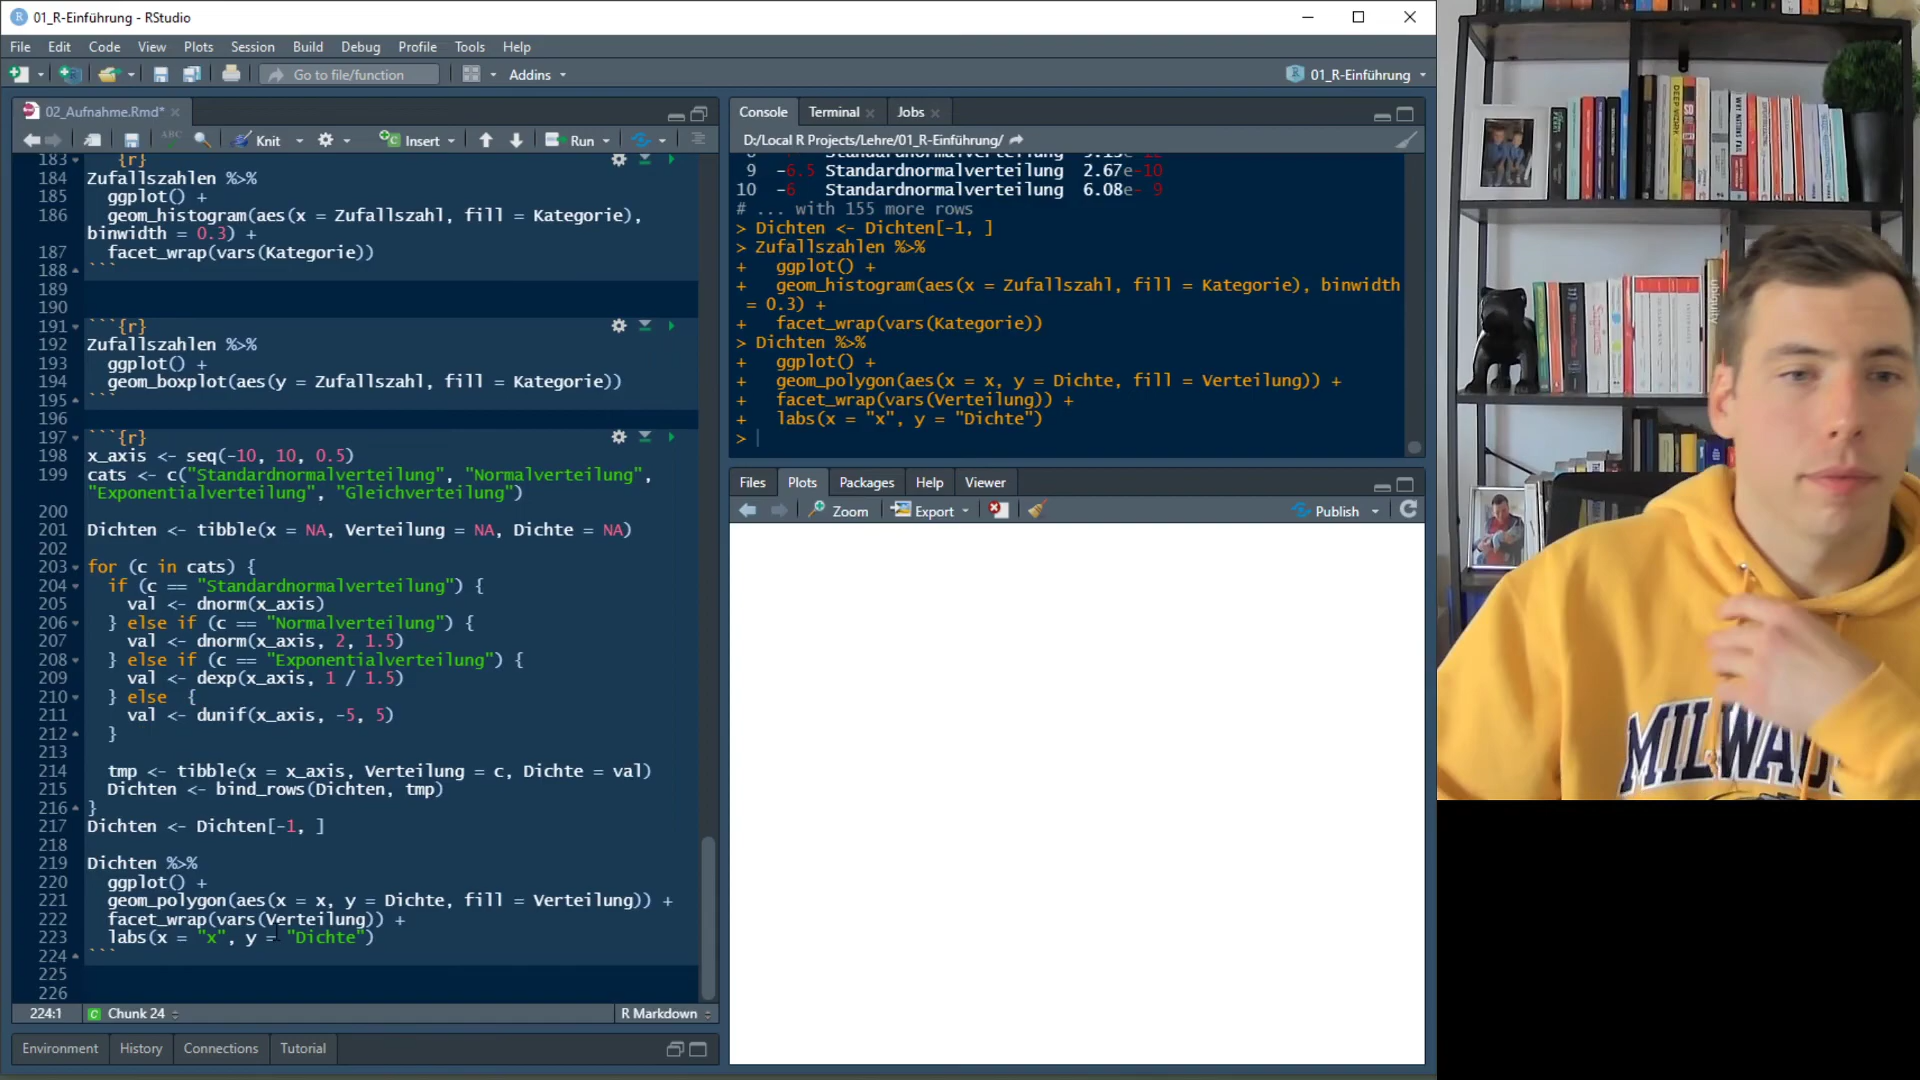 01_R-Einführung - RStudio
File Edit Code View Plots Session Build Debug Profile Tools Help
Go to file/function Addins 01_R-Einführung
02_Aufnahme.Rmd*
ABC Knit Insert Run
183 {r}
184 Zufallszahlen %>%
185 ggplot() +
186 geom_histogram(aes(x = Zufallszahl, fill = Kategorie),
binwidth = 0.3) +
187 facet_wrap(vars(Kategorie))
188 ```
189
190
191 ```{r}
192 Zufallszahlen %>%
193 ggplot() +
194 geom_boxplot(aes(y = Zufallszahl, fill = Kategorie))
195 ```
196
197 ```{r}
198 x_axis <- seq(-10, 10, 0.5)
199 cats <- c("Standardnormalverteilung", "Normalverteilung",
"Exponentialverteilung", "Gleichverteilung")
200
201 Dichten <- tibble(x = NA, Verteilung = NA, Dichte = NA)
202
203 for (c in cats) {
204 if (c == "Standardnormalverteilung") {
205 val <- dnorm(x_axis)
206 } else if (c == "Normalverteilung") {
207 val <- dnorm(x_axis, 2, 1.5)
208 } else if (c == "Exponentialverteilung") {
209 val <- dexp(x_axis, 1 / 1.5)
210 } else {
211 val <- dunif(x_axis, -5, 5)
212 }
213
214 tmp <- tibble(x = x_axis, Verteilung = c, Dichte = val)
215 Dichten <- bind_rows(Dichten, tmp)
216 }
217 Dichten <- Dichten[-1, ]
218
219 Dichten %>%
220 ggplot() +
221 geom_polygon(aes(x = x, y = Dichte, fill = Verteilung)) +
222 facet_wrap(vars(Verteilung)) +
223 labs(x = "x", y = "Dichte")
224 ```
225
226
224:1 Chunk 24 R Markdown
Environment History Connections Tutorial
Console Terminal Jobs
D:/Local R Projects/Lehre/01_R-Einführung/
9 -6.5 Standardnormalverteilung 2.67e-10
10 -6 Standardnormalverteilung 6.08e- 9
# ... with 155 more rows
> Dichten <- Dichten[-1, ]
> Zufallszahlen %>%
+ ggplot() +
+ geom_histogram(aes(x = Zufallszahl, fill = Kategorie), binwidth
= 0.3) +
+ facet_wrap(vars(Kategorie))
> Dichten %>%
+ ggplot() +
+ geom_polygon(aes(x = x, y = Dichte, fill = Verteilung)) +
+ facet_wrap(vars(Verteilung)) +
+ labs(x = "x", y = "Dichte")
>
Files Plots Packages Help Viewer
Zoom Export Publish
DEEP WORK
WHY NATIONS FAIL
ubiquity